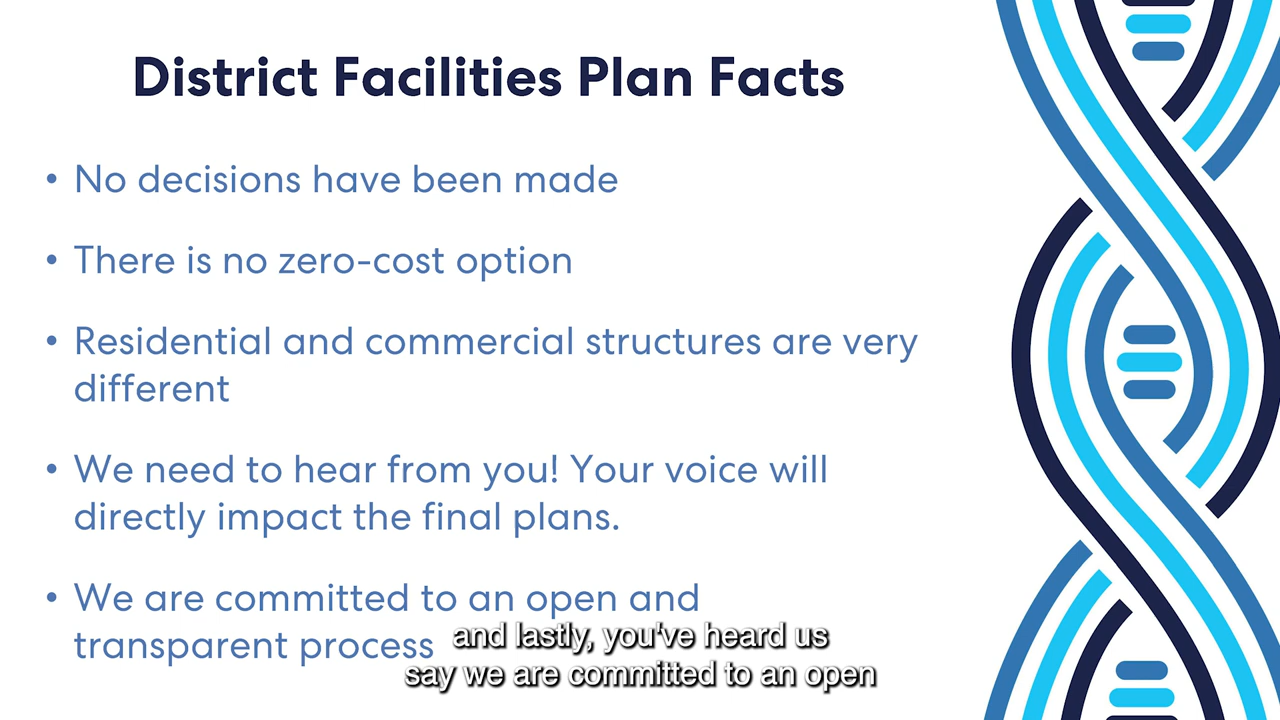 District Facilities Plan Facts
• No decisions have been made
• There is no zero-cost option
• Residential and commercial structures are very
different
• We need to hear from you! Your voice will
directly impact the final plans.
• We are committed to an open and
transparent process
and lastly, you've heard us
say we are committed to an open